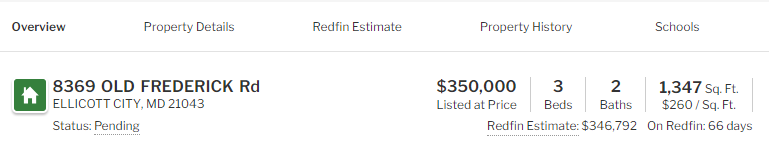 Overview Property Details Redfin Estimate Property History Schools
8369 OLD FREDERICK Rd $350,000 3 2 1,347 Sq. Ft.
ELLICOTT CITY, MD 21043 Listed at Price Beds Baths $260 / Sq. Ft.
Status: Pending Redfin Estimate: $346,792 On Redfin: 66 days